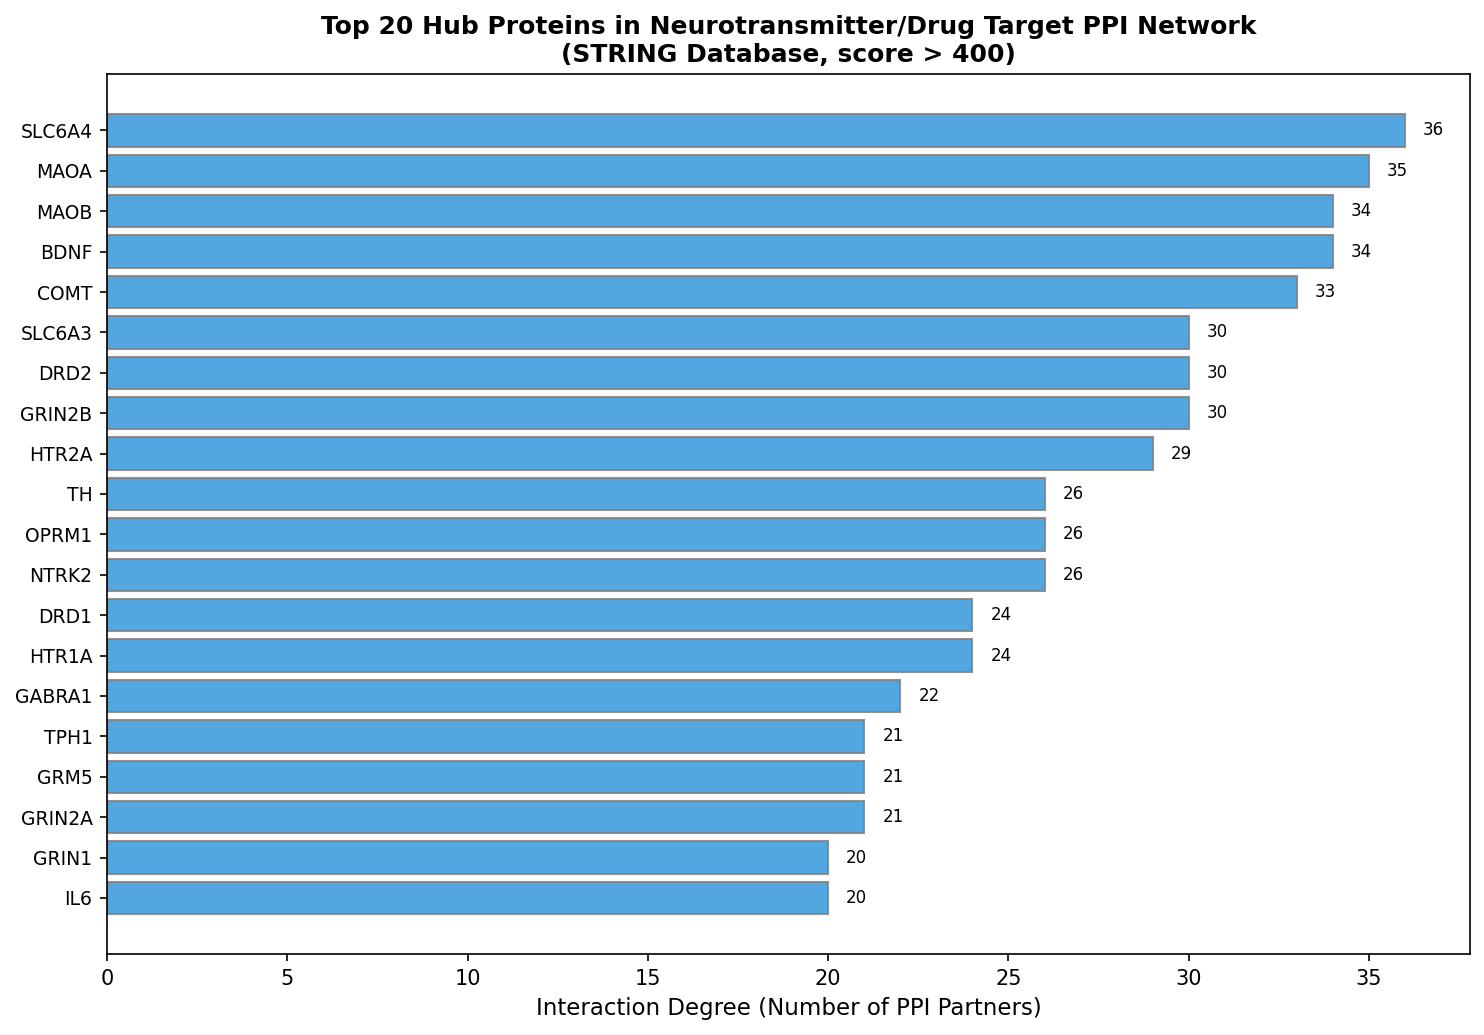 Top 20 Hub Proteins in Neurotransmitter/Drug Target PPI Network
(STRING Database, score > 400)
SLC6A4 36
MAOA 35
MAOB 34
BDNF 34
COMT 33
SLC6A3 30
DRD2 30
GRIN2B 30
HTR2A 29
TH 26
OPRM1 26
NTRK2 26
DRD1 24
HTR1A 24
GABRA1 22
TPH1 21
GRM5 21
GRIN2A 21
GRIN1 20
IL6 20
0 5 10 15 20 25 30 35
Interaction Degree (Number of PPI Partners)